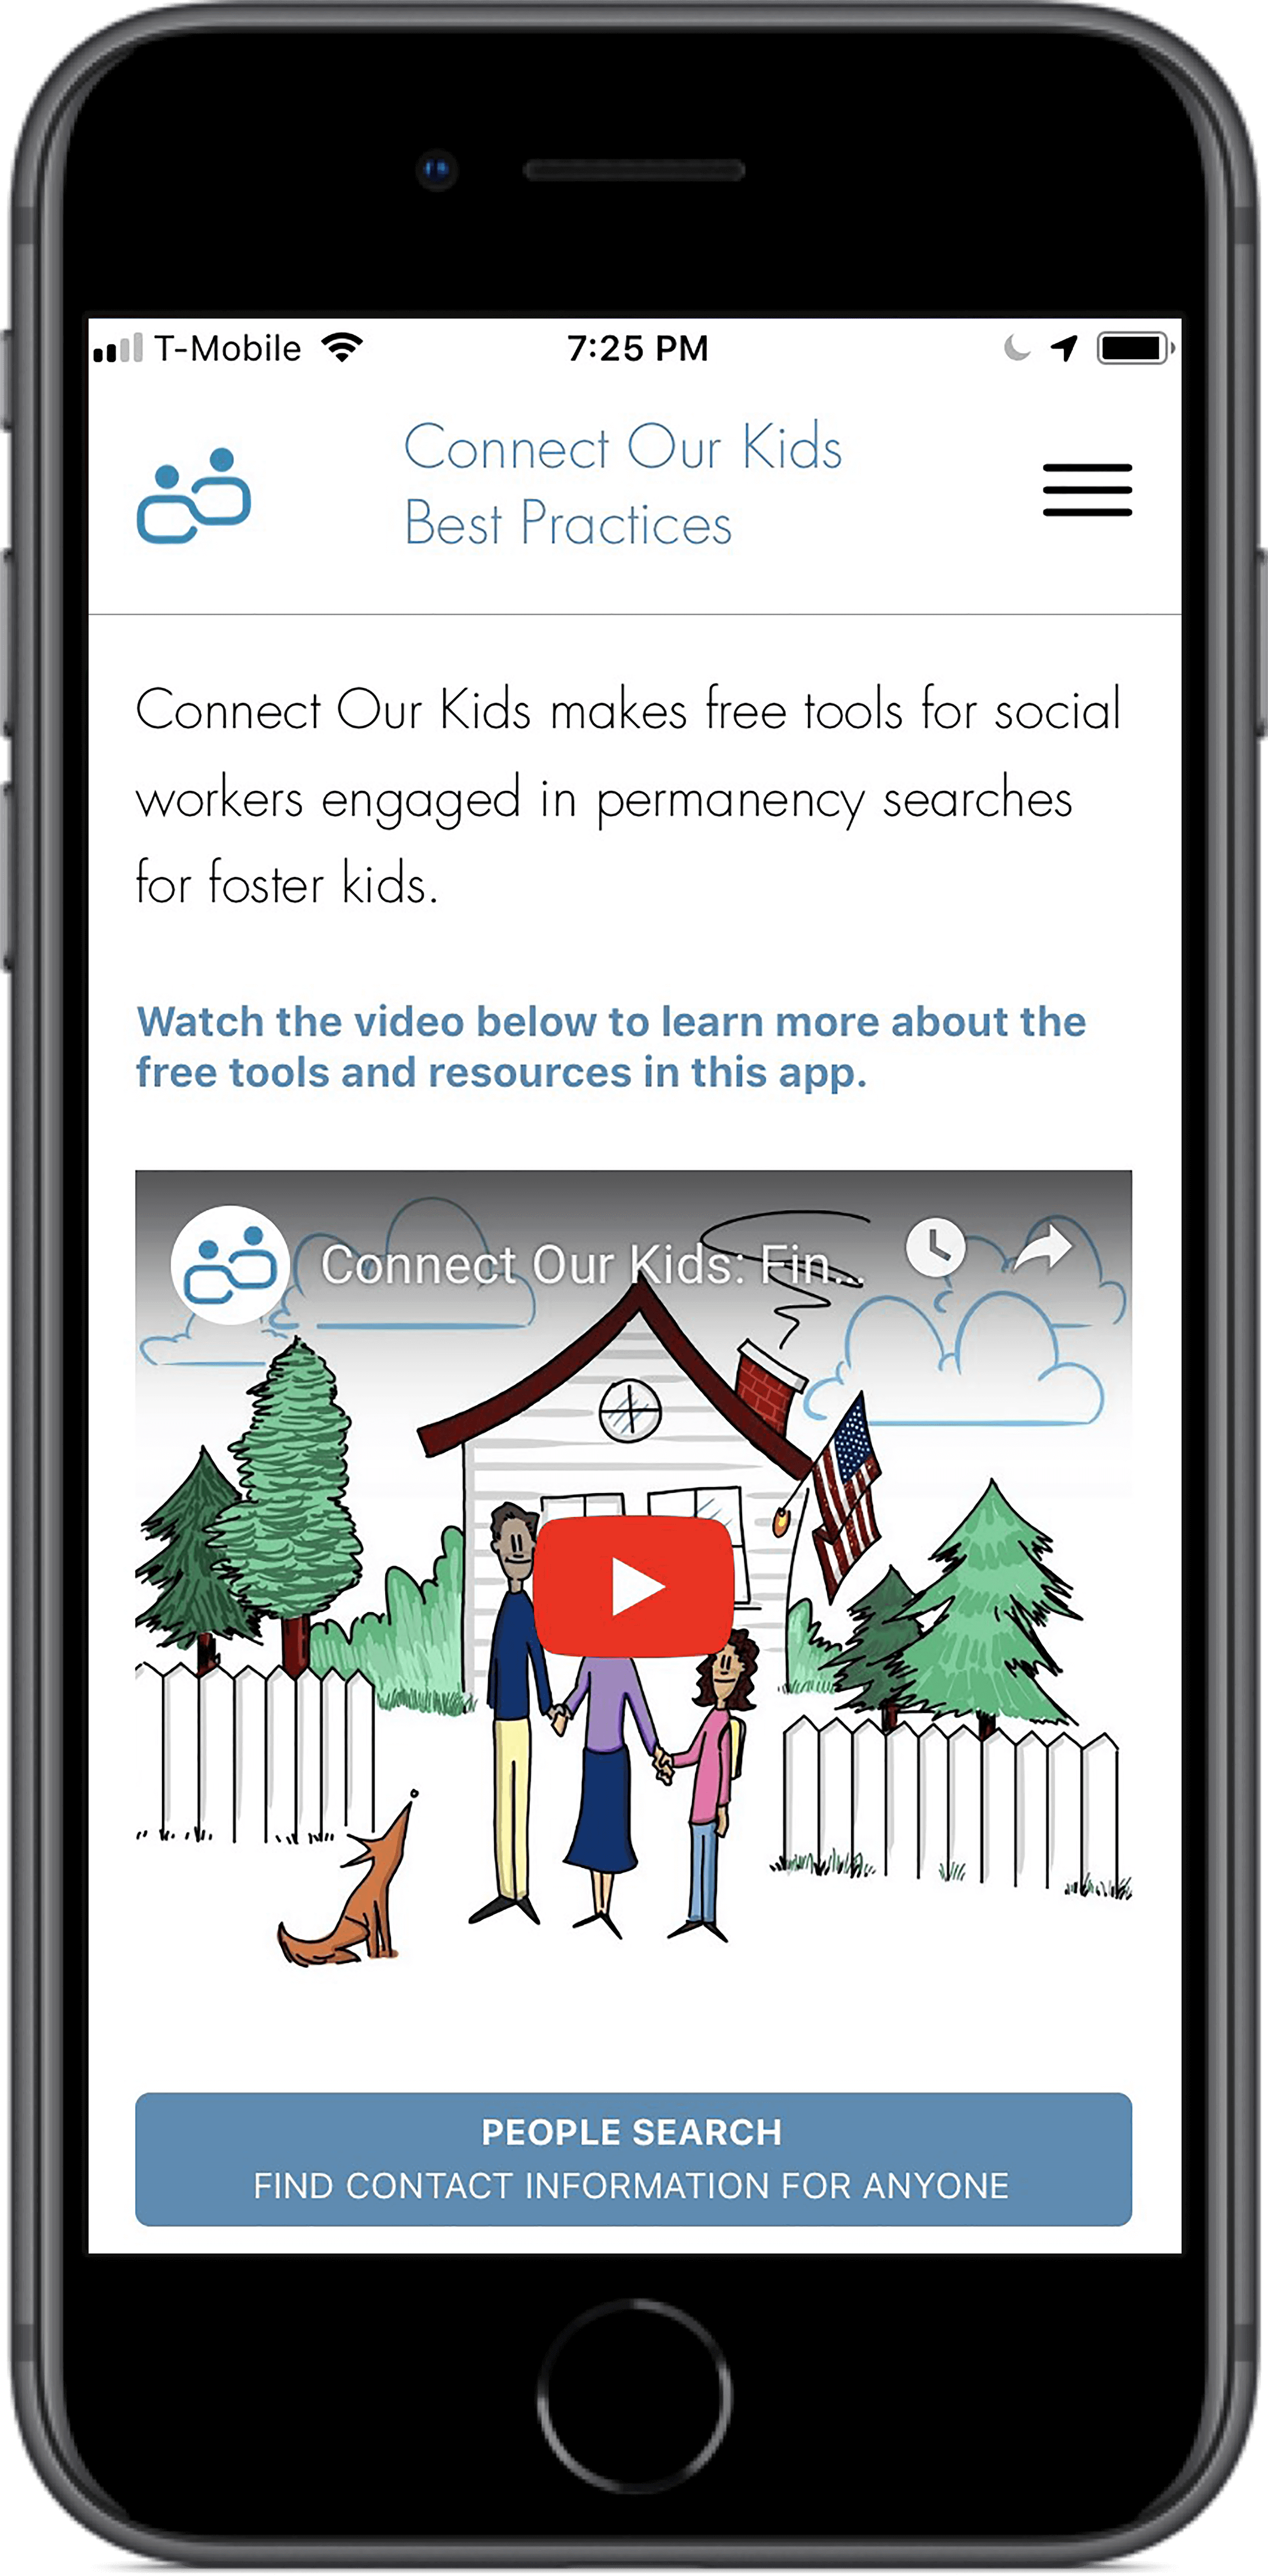 T-Mobile 7:25 PM
Connect Our Kids
Best Practices
Connect Our Kids makes free tools for social
workers engaged in permanency searches
for foster kids.
Watch the video below to learn more about the
free tools and resources in this app.
Connect Our Kids: Fin...
PEOPLE SEARCH
FIND CONTACT INFORMATION FOR ANYONE